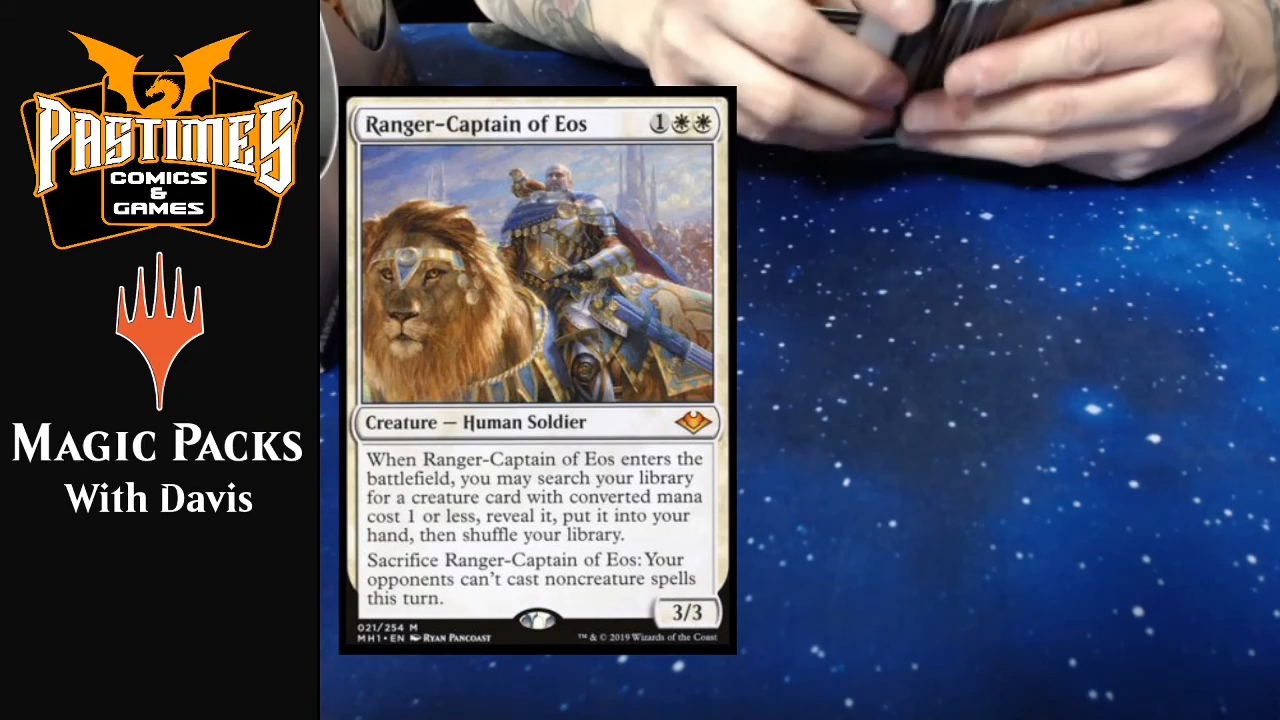 PASTIMES
COMICS
&
GAMES
MAGIC PACKS
With Davis
Ranger-Captain of Eos 1
Creature — Human Soldier
When Ranger-Captain of Eos enters the
battlefield, you may search your library
for a creature card with converted mana
cost 1 or less, reveal it, put it into your
hand, then shuffle your library.
Sacrifice Ranger-Captain of Eos: Your
opponents can't cast noncreature spells
this turn.
3/3
021/254 M
MH1 • EN RYAN PANCOAST
™ & © 2019 Wizards of the Coast